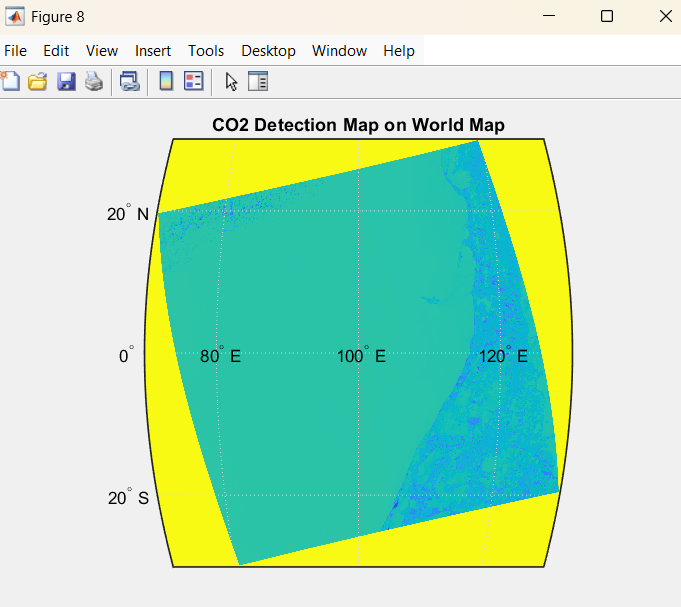 Figure 8
File Edit View Insert Tools Desktop Window Help
CO2 Detection Map on World Map
20° N
0° 80° E 100° E 120° E
20° S